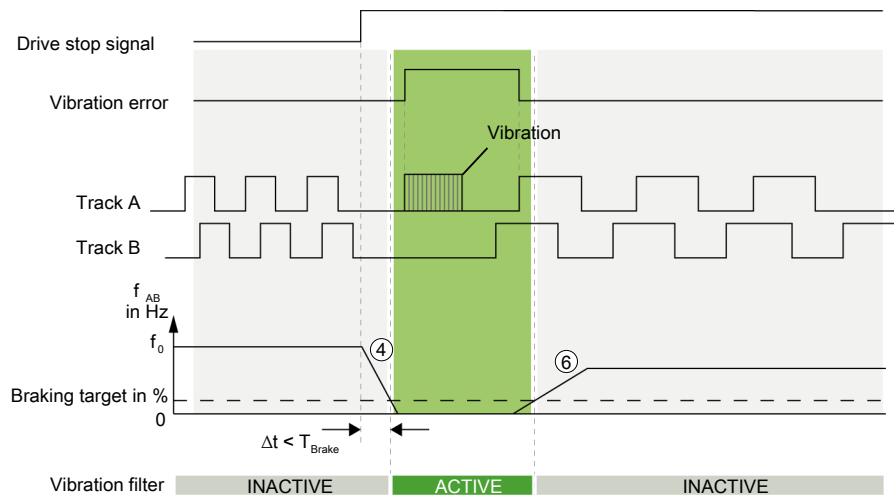 Drive stop signal
Vibration error
Vibration
Track A
Track B
f AB
in Hz
f0
④
⑥
Braking target in %
0
Δt < TBrake
Vibration filter
INACTIVE
ACTIVE
INACTIVE